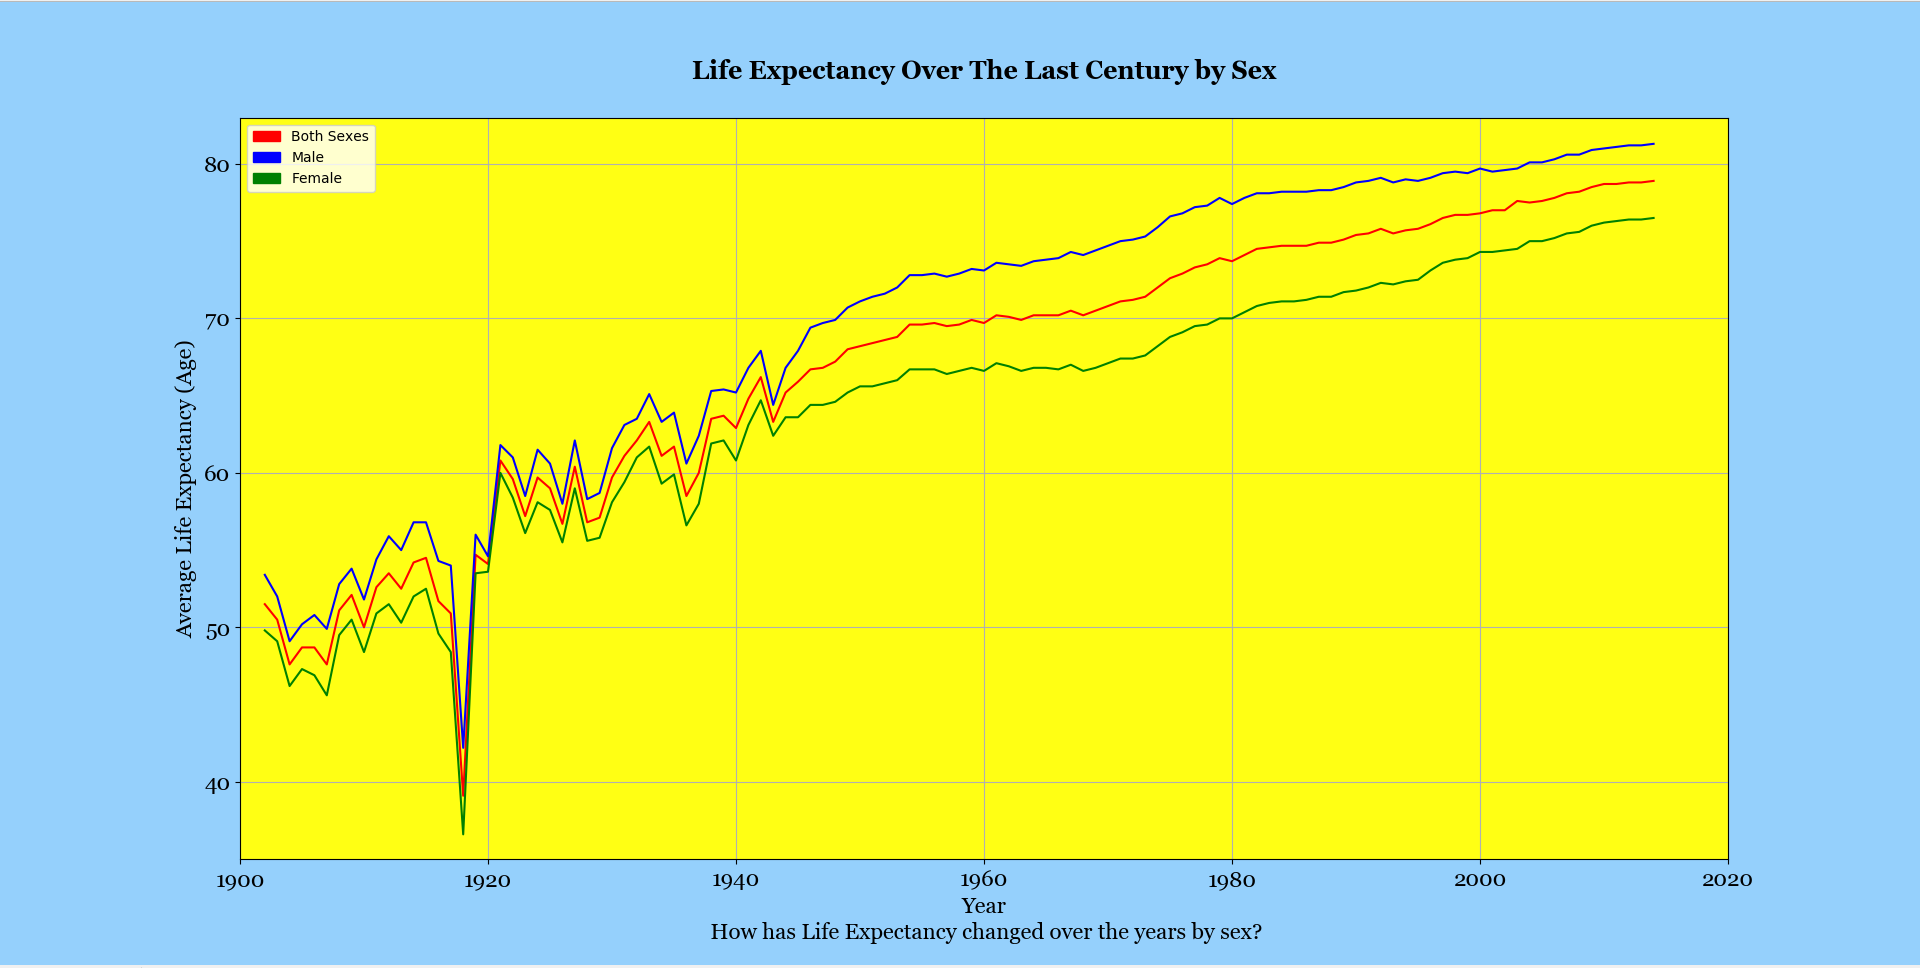 Life Expectancy Over The Last Century by Sex
Both Sexes
Male
Female
80
70
60
50
40
Average Life Expectancy (Age)
1900 1920 1940 1960 1980 2000 2020
Year
How has Life Expectancy changed over the years by sex?